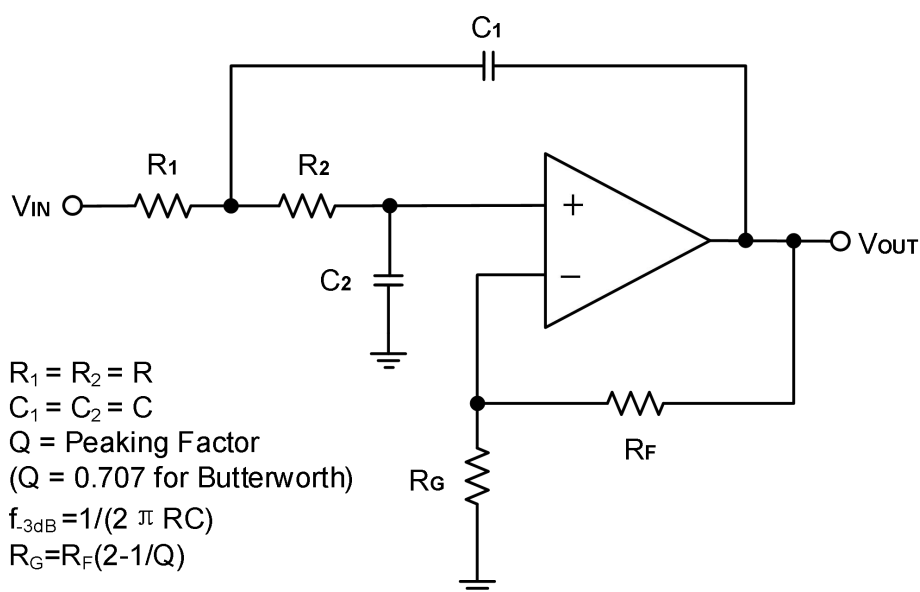 C1
R1
R2
VIN
+
−
VOUT
C2
R1 = R2 = R
C1 = C2 = C
Q = Peaking Factor
(Q = 0.707 for Butterworth)
f-3dB =1/(2 π RC)
RG=RF(2-1/Q)
RF
RG